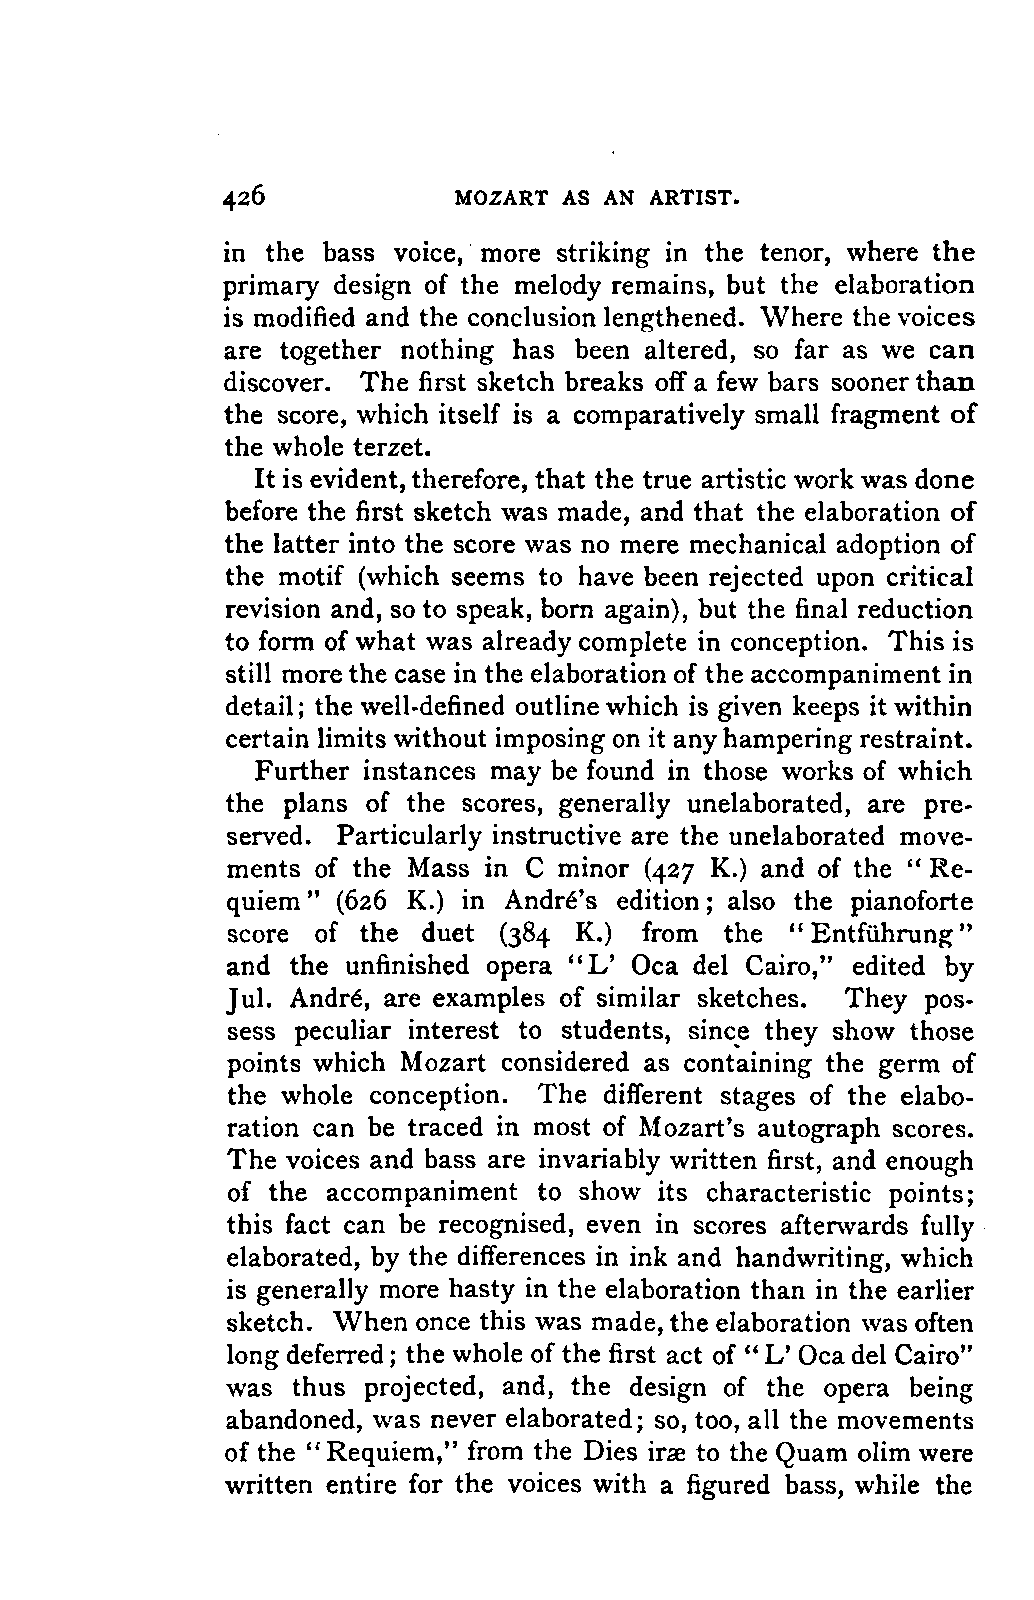 426 MOZART AS AN ARTIST.
in the bass voice, more striking in the tenor, where the
primary design of the melody remains, but the elaboration
is modified and the conclusion lengthened. Where the voices
are together nothing has been altered, so far as we can
discover. The first sketch breaks off a few bars sooner than
the score, which itself is a comparatively small fragment of
the whole terzet.
It is evident, therefore, that the true artistic work was done
before the first sketch was made, and that the elaboration of
the latter into the score was no mere mechanical adoption of
the motif (which seems to have been rejected upon critical
revision and, so to speak, born again), but the final reduction
to form of what was already complete in conception. This is
still more the case in the elaboration of the accompaniment in
detail; the well-defined outline which is given keeps it within
certain limits without imposing on it any hampering restraint.
Further instances may be found in those works of which
the plans of the scores, generally unelaborated, are pre-
served. Particularly instructive are the unelaborated move-
ments of the Mass in C minor (427 K.) and of the "Re-
quiem" (626 K.) in André's edition; also the pianoforte
score of the duet (384 K.) from the "Entführung"
and the unfinished opera "L' Oca del Cairo," edited by
Jul. André, are examples of similar sketches. They pos-
sess peculiar interest to students, since they show those
points which Mozart considered as containing the germ of
the whole conception. The different stages of the elabo-
ration can be traced in most of Mozart's autograph scores.
The voices and bass are invariably written first, and enough
of the accompaniment to show its characteristic points;
this fact can be recognised, even in scores afterwards fully
elaborated, by the differences in ink and handwriting, which
is generally more hasty in the elaboration than in the earlier
sketch. When once this was made, the elaboration was often
long deferred; the whole of the first act of "L' Oca del Cairo"
was thus projected, and, the design of the opera being
abandoned, was never elaborated; so, too, all the movements
of the "Requiem," from the Dies iræ to the Quam olim were
written entire for the voices with a figured bass, while the